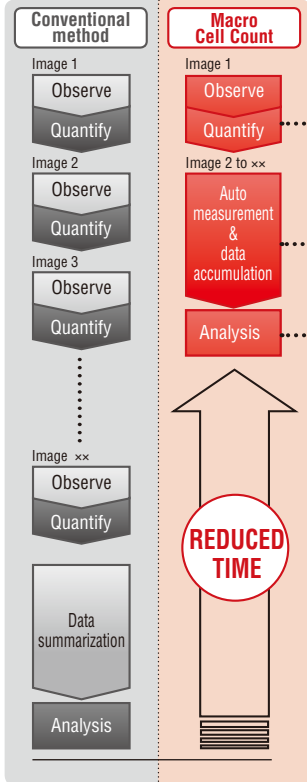 Conventional
method
Image 1
Observe
Quantify
Image 2
Observe
Quantify
Image 3
Observe
Quantify
Image ××
Observe
Quantify
Data
summarization
Analysis
Macro
Cell Count
Image 1
Observe
Quantify
Image 2 to ××
Auto
measurement
&
data
accumulation
Analysis
REDUCED
TIME